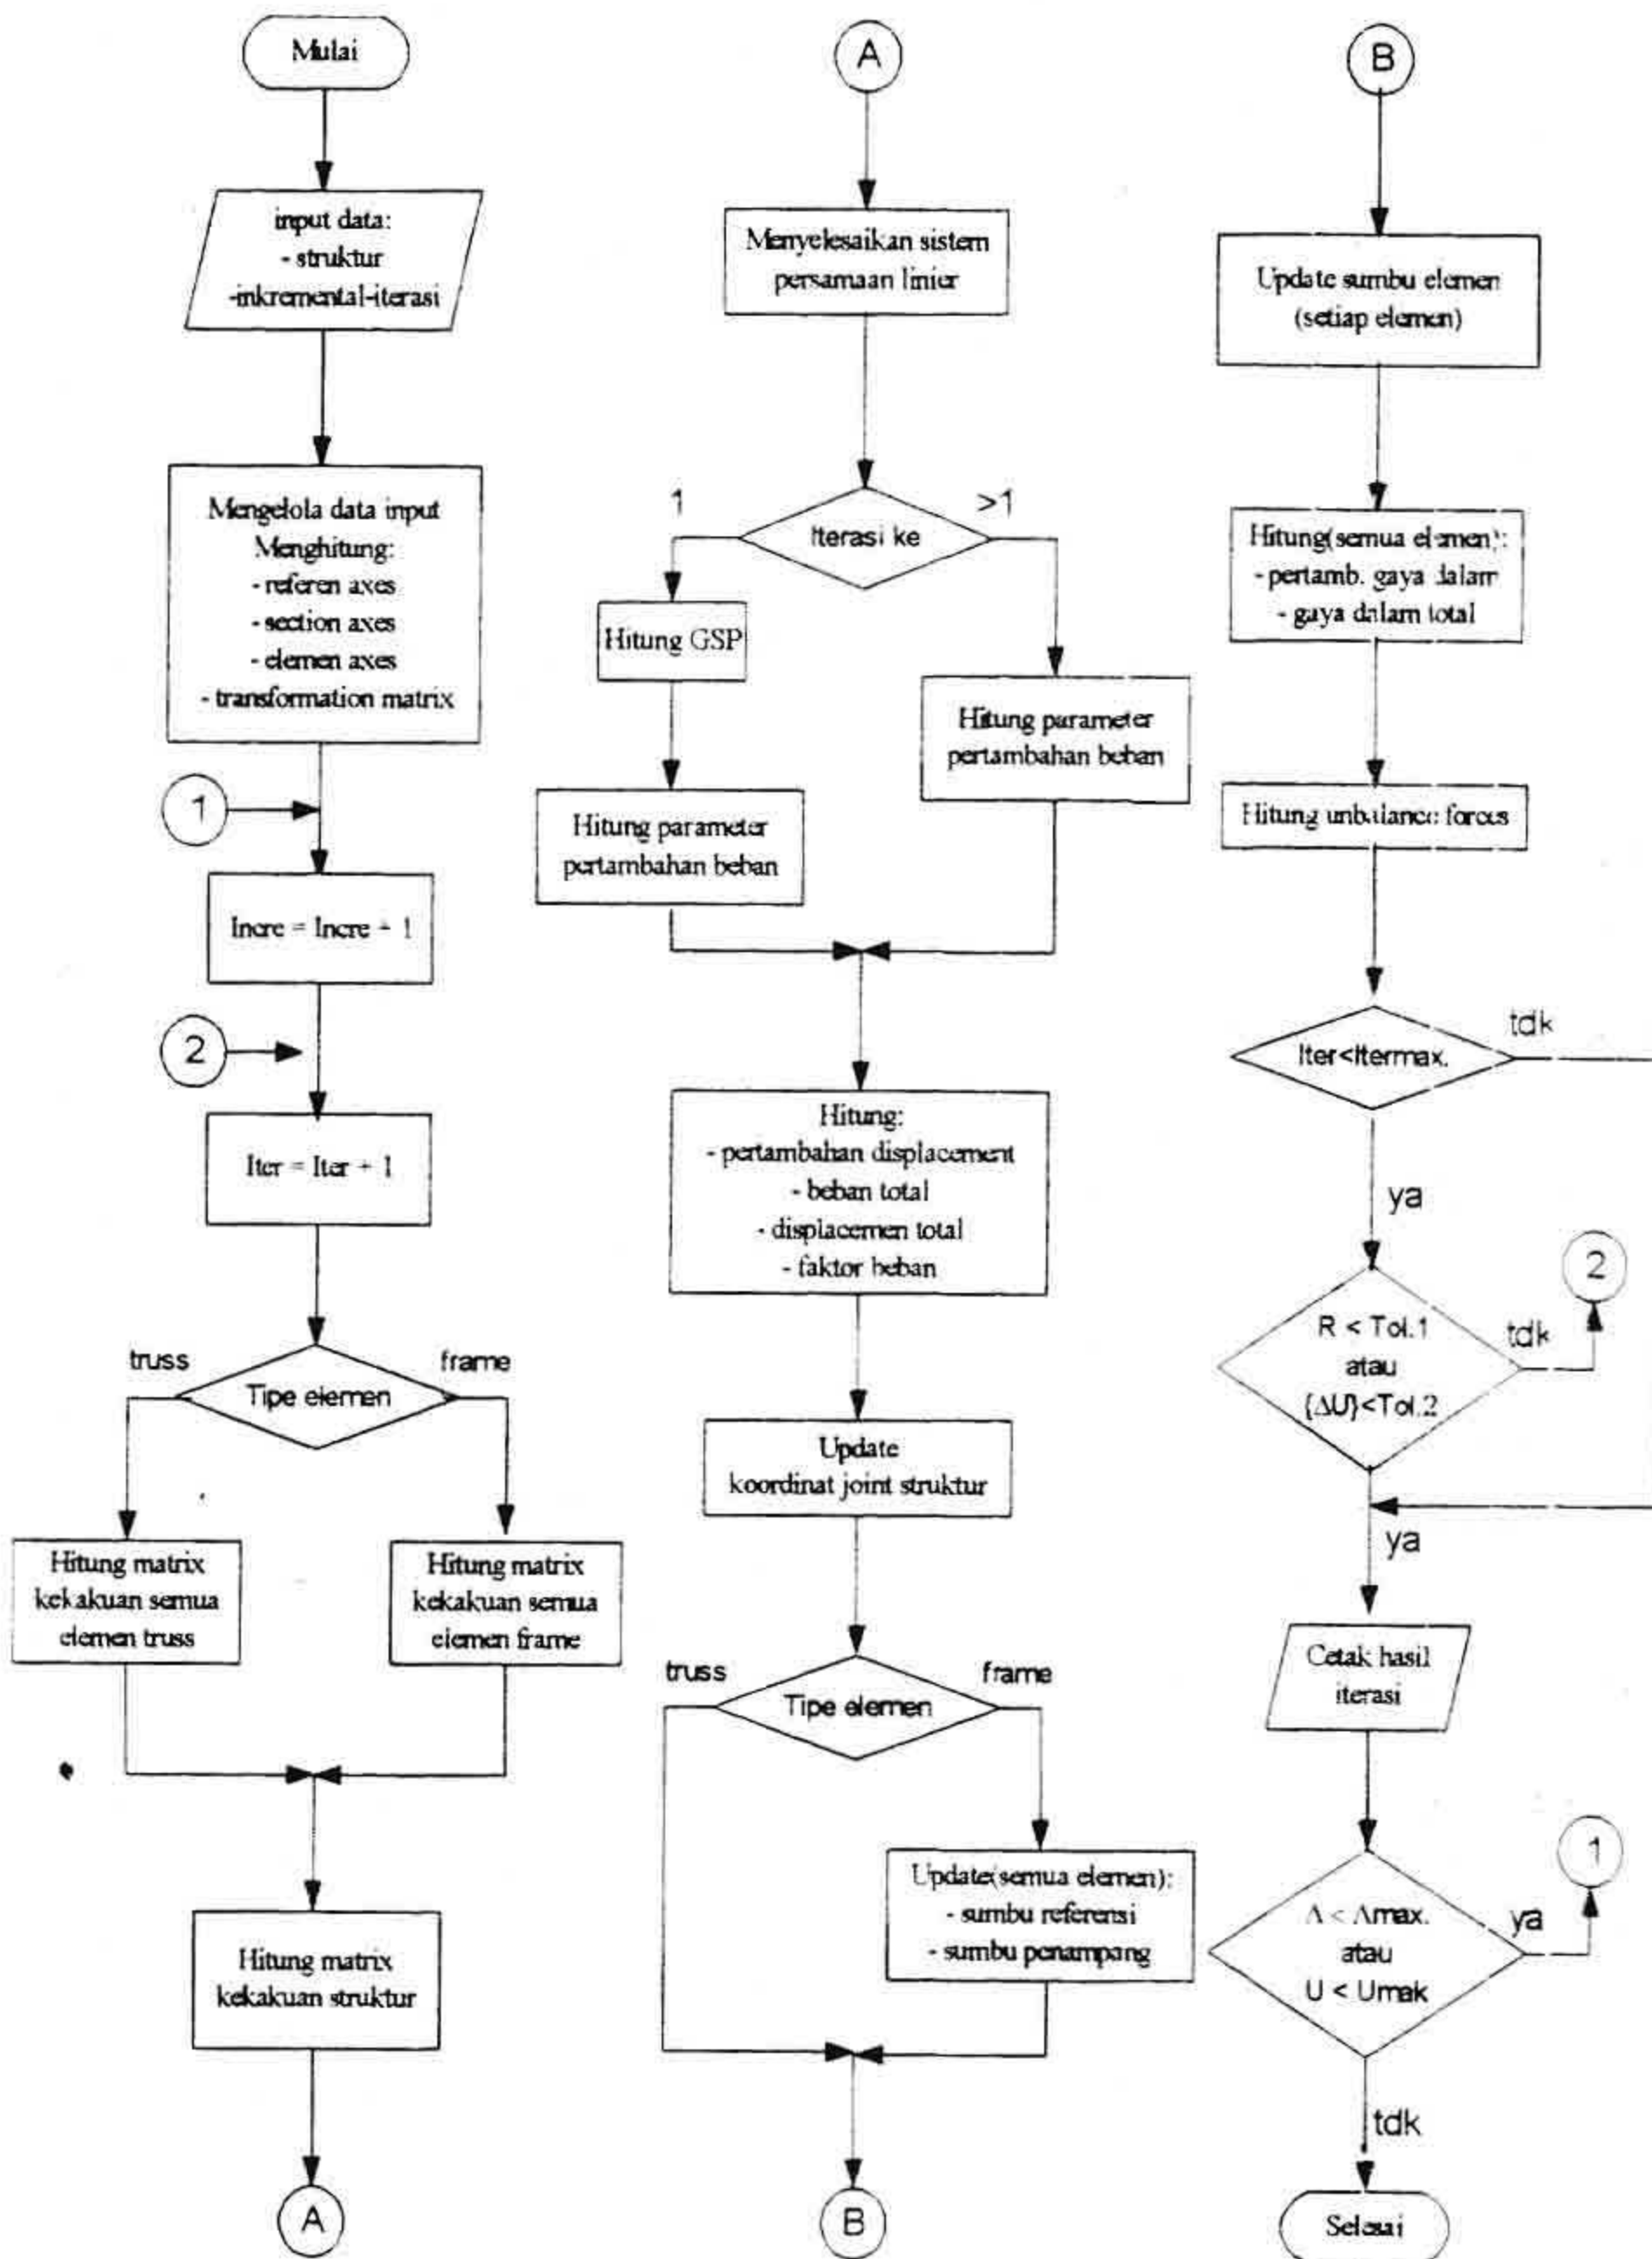 Mulai
input data:
- struktur
-inkremental-iterasi
Mengelola data input
Menghitung:
- referen axes
- section axes
- elemen axes
- transformation matrix
1
Incre = Incre + 1
2
Iter = Iter + 1
truss
frame
Tipe elemen
Hitung matrix
kekakuan semua
elemen truss
Hitung matrix
kekakuan semua
elemen frame
Hitung matrix
kekakuan struktur
A
A
Menyelesaikan sistem
persamaan linier
1
>1
Iterasi ke
Hitung GSP
Hitung parameter
pertambahan beban
Hitung parameter
pertambahan beban
Hitung:
- pertambahan displacement
- beban total
- displacemen total
- faktor beban
Update
koordinat joint struktur
truss
frame
Tipe elemen
Update(semua elemen):
- sumbu referensi
- sumbu penampang
B
B
Update sumbu elemen
(setiap elemen)
Hitung(semua elemen):
- pertamb. gaya dalam
- gaya dalam total
Hitung unbalance forces
tdk
Iter<Itermax.
ya
2
R < Tol.1
atau
{ΔU}<Tol.2
tdk
ya
Cetak hasil
iterasi
1
Λ < Λmax.
atau
U < Umak
ya
tdk
Selesai